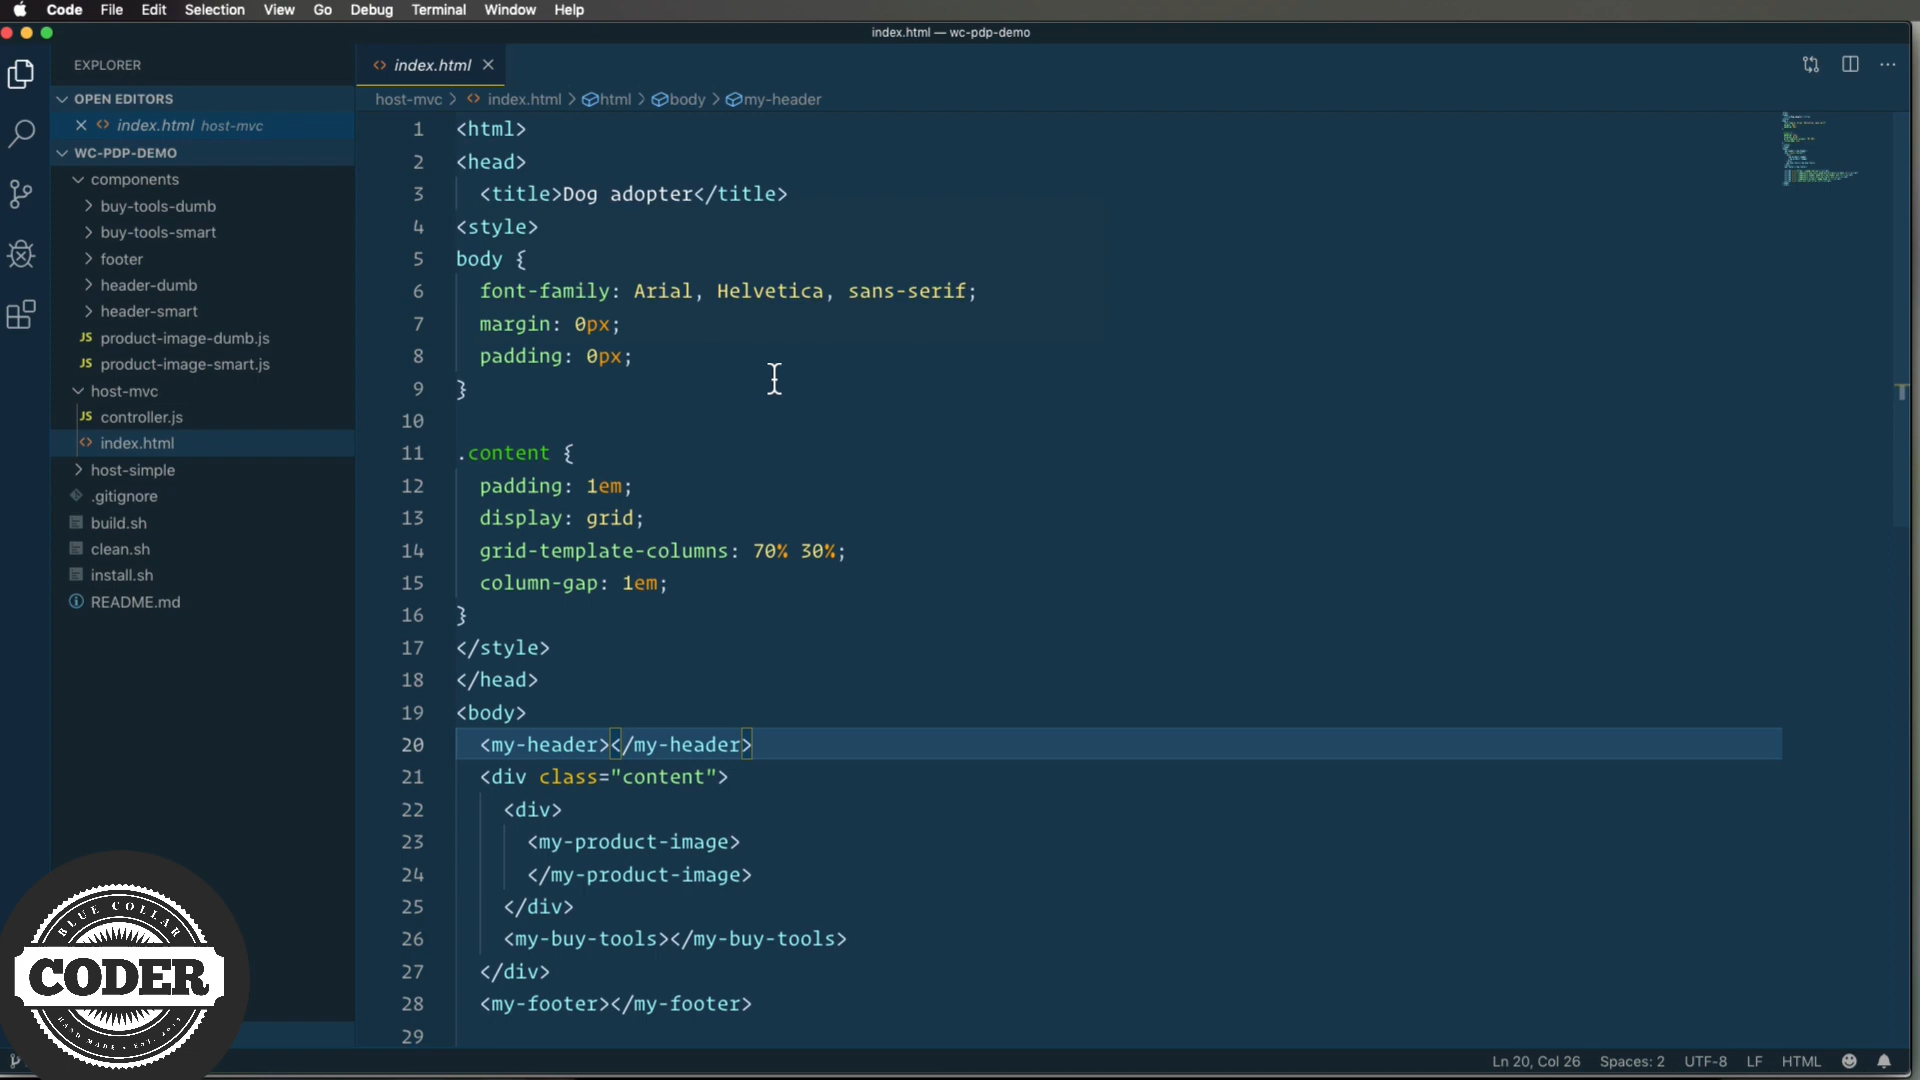 Code File Edit Selection View Go Debug Terminal Window Help
index.html — wc-pdp-demo
EXPLORER
OPEN EDITORS
index.html host-mvc
WC-PDP-DEMO
components
buy-tools-dumb
buy-tools-smart
footer
header-dumb
header-smart
JS product-image-dumb.js
JS product-image-smart.js
host-mvc
JS controller.js
<> index.html
host-simple
.gitignore
build.sh
clean.sh
install.sh
README.md
<> index.html
host-mvc > <> index.html > html > body > my-header
1 <html>
2 <head>
3 <title>Dog adopter</title>
4 <style>
5 body {
6 font-family: Arial, Helvetica, sans-serif;
7 margin: 0px;
8 padding: 0px;
9 }
10
11 .content {
12 padding: 1em;
13 display: grid;
14 grid-template-columns: 70% 30%;
15 column-gap: 1em;
16 }
17 </style>
18 </head>
19 <body>
20 <my-header></my-header>
21 <div class="content">
22 <div>
23 <my-product-image>
24 </my-product-image>
25 </div>
26 <my-buy-tools></my-buy-tools>
27 </div>
28 <my-footer></my-footer>
29
BLUE COLLAR
CODER
HAND MADE • EST. 2017
Ln 20, Col 26 Spaces: 2 UTF-8 LF HTML